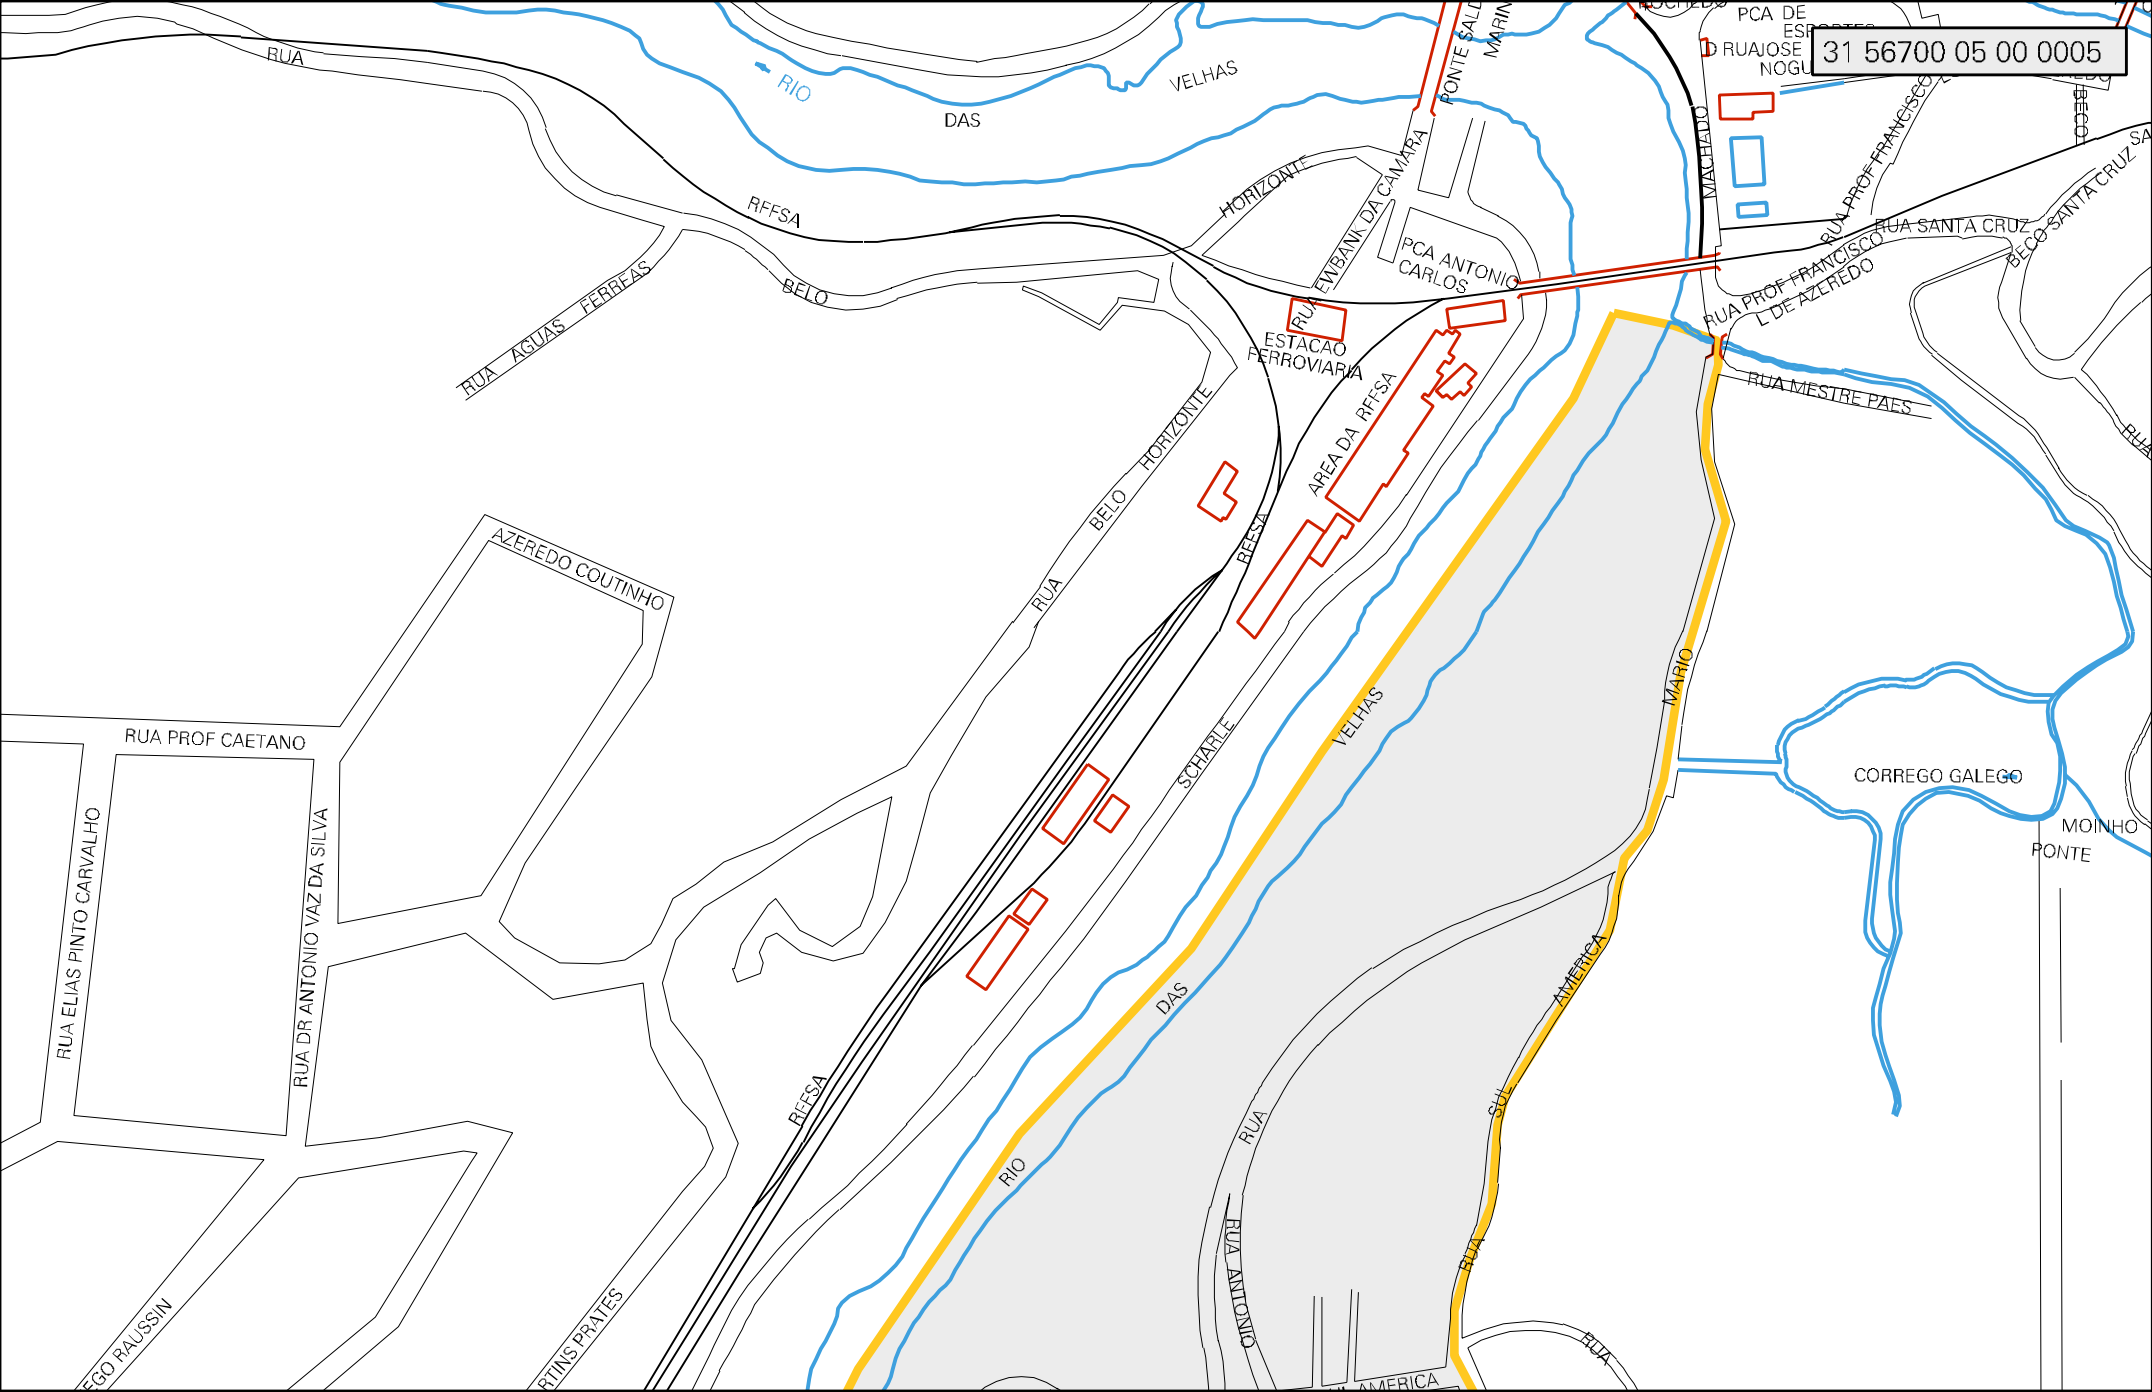 PCA DE
31 56700 05 00 0005
RUA
RIO
VELHAS
DAS
MACHADO
BECO
RUA PROF FRANCISCO
HORIZONTE
RFFSA
RUA SANTA CRUZ
BECO SANTA CRUZ
PCA ANTONIO
CARLOS
RUA EWBANK DA CAMARA
RUA PROF FRANCISCO
L DE AZEREDO
BELO
RUA AGUAS FERREAS
ESTACAO
FERROVIARIA
RUA MESTRE PAES
AREA DA RFFSA
RUA BELO HORIZONTE
RUA
RFFSA
AZEREDO COUTINHO
RUA PROF CAETANO
SCHARLE
VELHAS
MARIO
CORREGO GALEGO
MOINHO
PONTE
RUA ELIAS PINTO CARVALHO
RUA DR ANTONIO VAZ DA SILVA
AMERICA
DAS
RFFSA
RUA
SUL
RIO
RUA ANTONIO
RUA
RUA
AMERICA